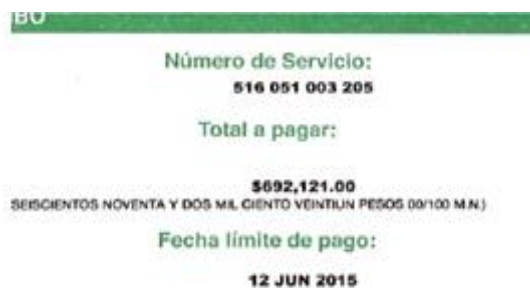 BU
Número de Servicio:
516 051 003 205
Total a pagar:
$692,121.00
SEISCIENTOS NOVENTA Y DOS MIL CIENTO VEINTIUN PESOS 00/100 M.N.)
Fecha límite de pago:
12 JUN 2015